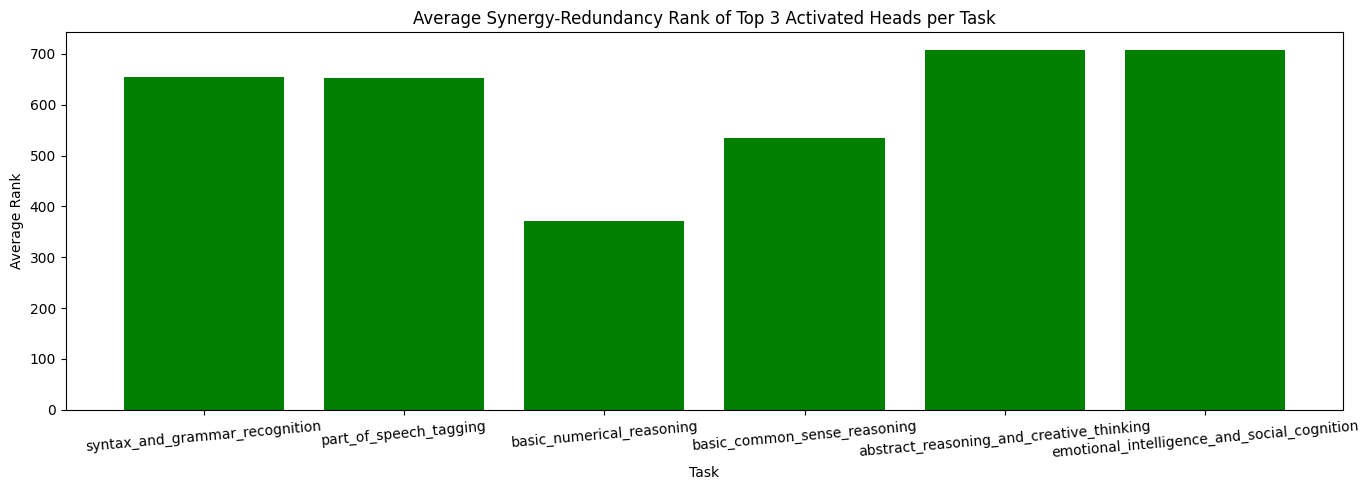 Average Synergy-Redundancy Rank of Top 3 Activated Heads per Task
Average Rank
700
600
500
400
300
200
100
0
syntax_and_grammar_recognition
part_of_speech_tagging
basic_numerical_reasoning
basic_common_sense_reasoning
abstract_reasoning_and_creative_thinking
emotional_intelligence_and_social_cognition
Task